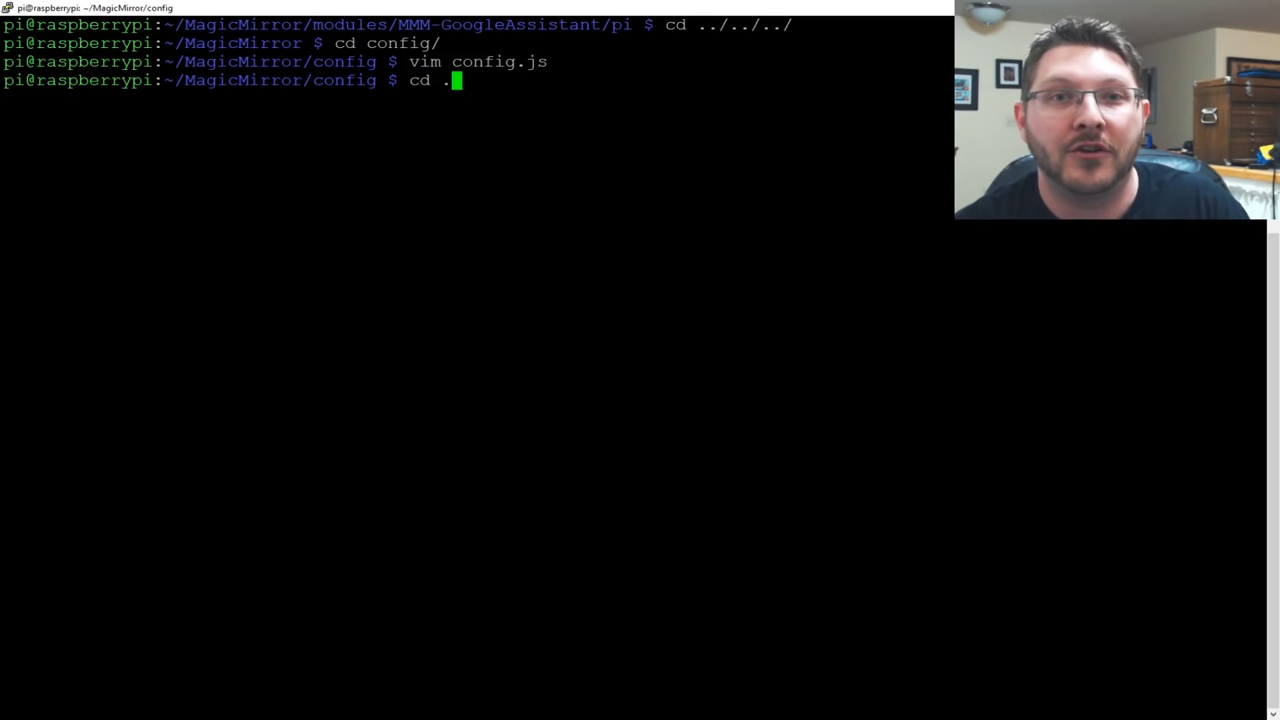 pi@raspberrypi: ~/MagicMirror/config
pi@raspberrypi:~/MagicMirror/modules/MMM-GoogleAssistant/pi $ cd ../../../
pi@raspberrypi:~/MagicMirror $ cd config/
pi@raspberrypi:~/MagicMirror/config $ vim config.js
pi@raspberrypi:~/MagicMirror/config $ cd .